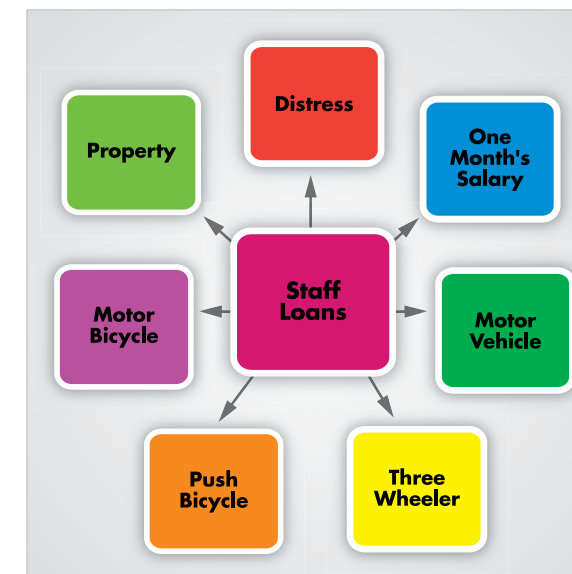 Distress
Property
One
Month's
Salary
Staff
Loans
Motor
Bicycle
Motor
Vehicle
Push
Bicycle
Three
Wheeler